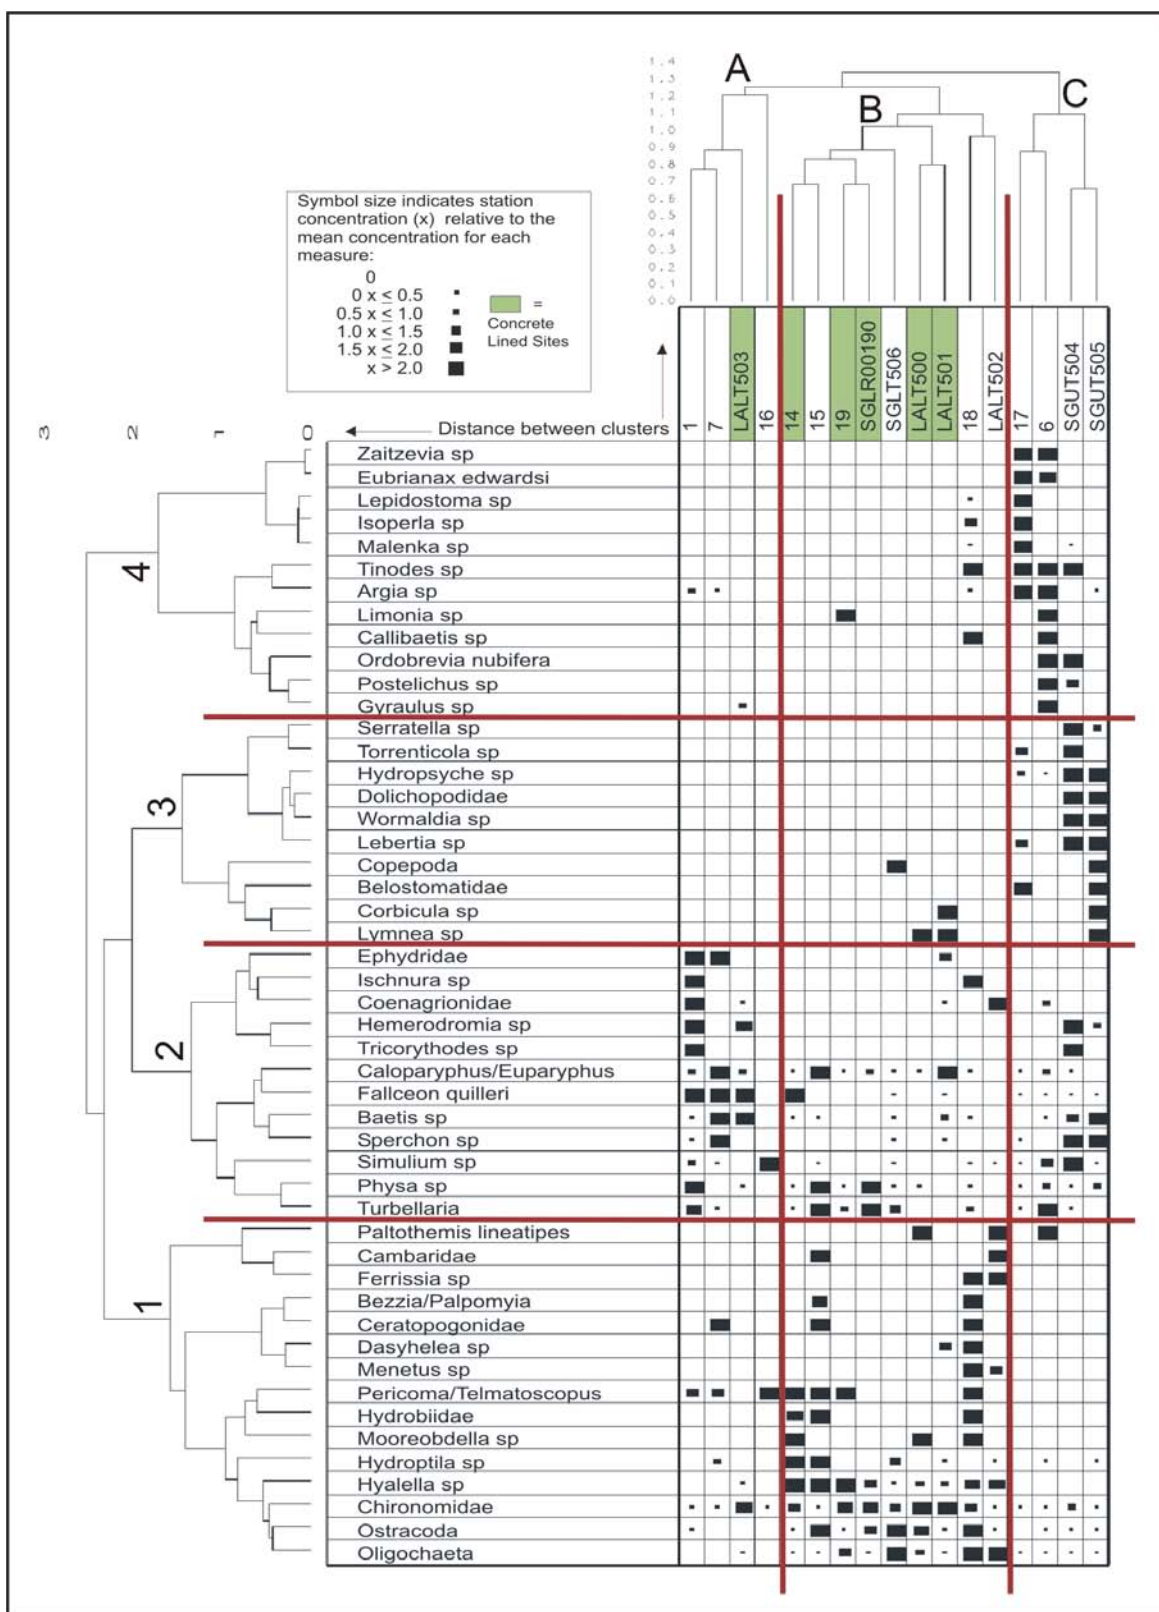 1.4
1.3
1.2
1.1
1.0
0.9
0.8
0.7
0.6
0.5
0.4
0.3
0.2
0.1
0.0
A
B
C
Symbol size indicates station
concentration (x) relative to the
mean concentration for each
measure:
0
0 x ≤ 0.5
0.5 x ≤ 1.0
1.0 x ≤ 1.5
1.5 x ≤ 2.0
x > 2.0
=
Concrete
Lined Sites
3
2
1
0
Distance between clusters
1
7
LALT503
16
14
15
19
SGLR00190
SGLT506
LALT500
LALT501
18
LALT502
17
6
SGUT504
SGUT505
4
3
2
1
Zaitzevia sp
Eubrianax edwardsi
Lepidostoma sp
Isoperla sp
Malenka sp
Tinodes sp
Argia sp
Limonia sp
Callibaetis sp
Ordobrevia nubifera
Postelichus sp
Gyraulus sp
Serratella sp
Torrenticola sp
Hydropsyche sp
Dolichopodidae
Wormaldia sp
Lebertia sp
Copepoda
Belostomatidae
Corbicula sp
Lymnea sp
Ephydridae
Ischnura sp
Coenagrionidae
Hemerodromia sp
Tricorythodes sp
Caloparyphus/Euparyphus
Fallceon quilleri
Baetis sp
Sperchon sp
Simulium sp
Physa sp
Turbellaria
Paltothemis lineatipes
Cambaridae
Ferrissia sp
Bezzia/Palpomyia
Ceratopogonidae
Dasyhelea sp
Menetus sp
Pericoma/Telmatoscopus
Hydrobiidae
Mooreobdella sp
Hydroptila sp
Hyalella sp
Chironomidae
Ostracoda
Oligochaeta